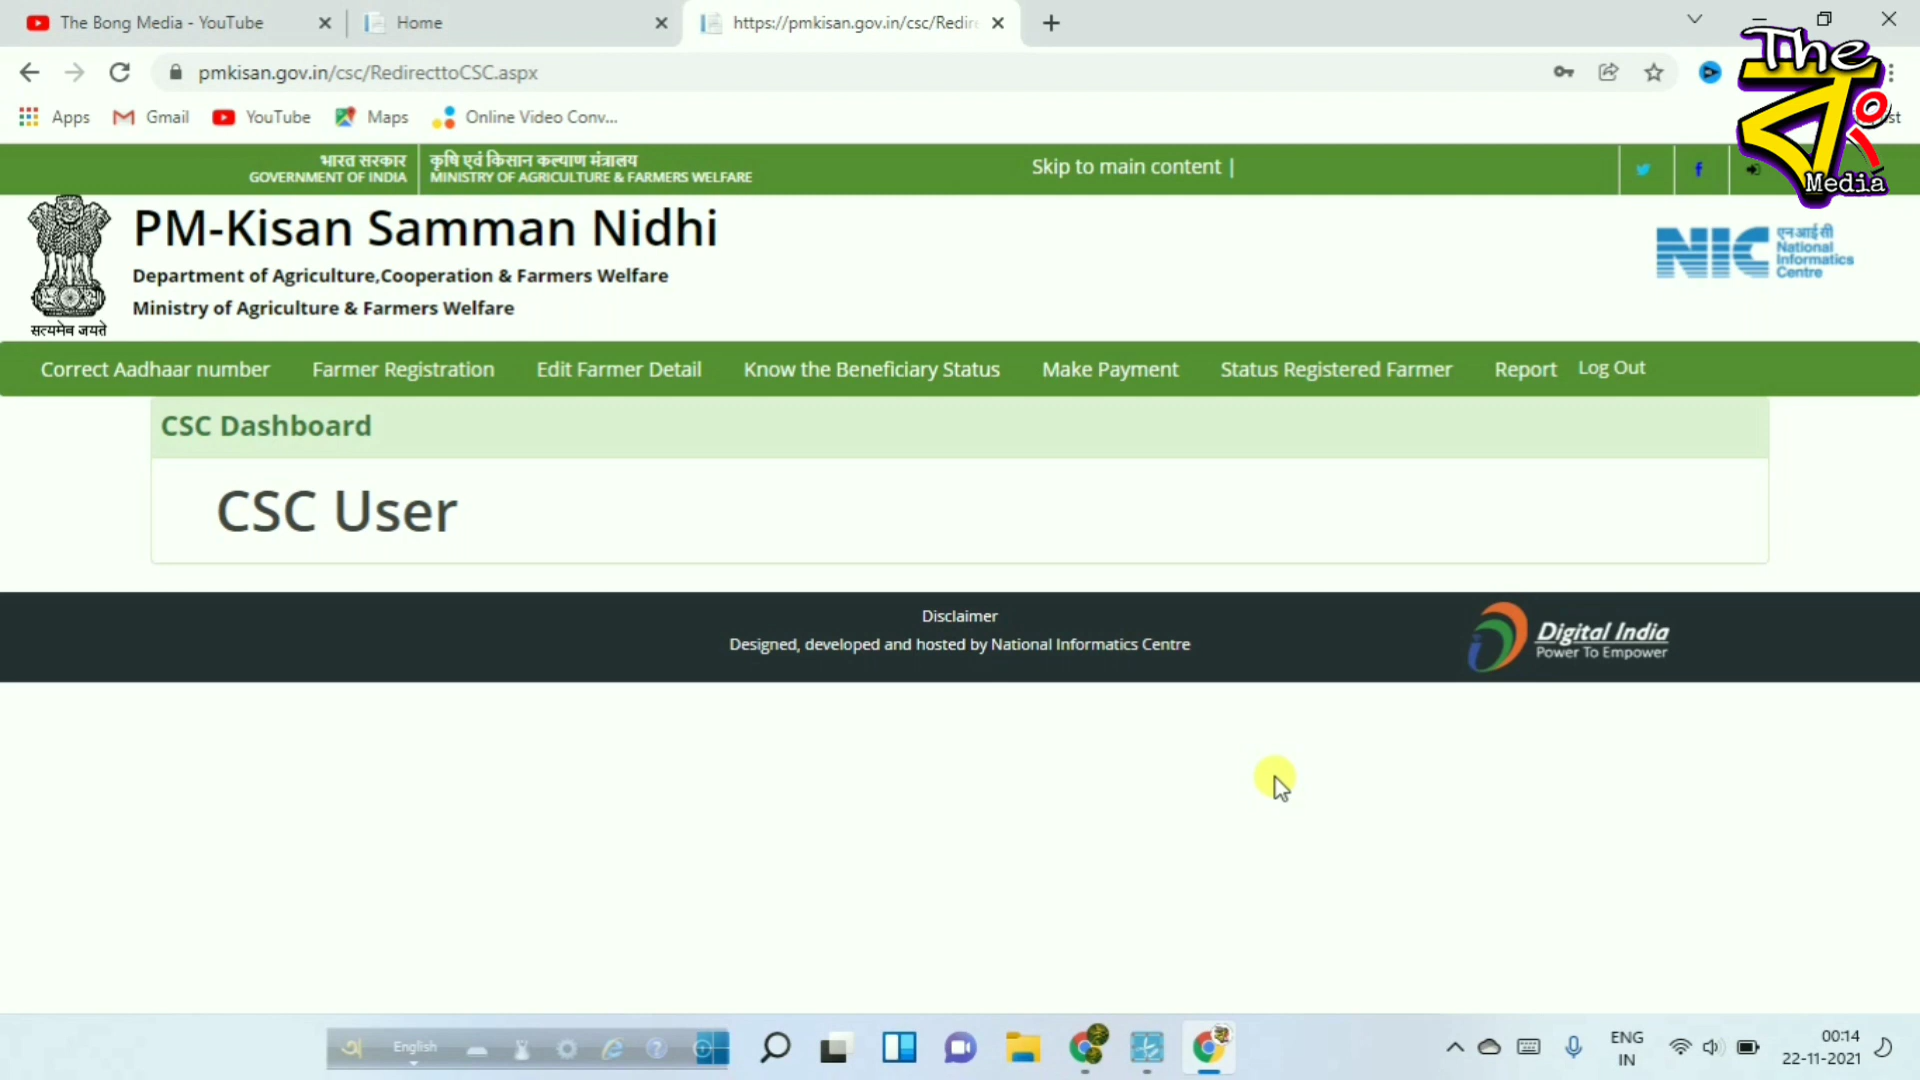 The Bong Media - YouTube
Home
https://pmkisan.gov.in/csc/Redire
pmkisan.gov.in/csc/RedirecttoCSC.aspx
Apps
Gmail
YouTube
Maps
Online Video Conv...
The
বং
Media
भारत सरकार
GOVERNMENT OF INDIA
कृषि एवं किसान कल्याण मंत्रालय
MINISTRY OF AGRICULTURE & FARMERS WELFARE
Skip to main content |
सत्यमेव जयते
PM-Kisan Samman Nidhi
Department of Agriculture,Cooperation & Farmers Welfare
Ministry of Agriculture & Farmers Welfare
NIC
एन आई सी
National
Informatics
Centre
Correct Aadhaar number
Farmer Registration
Edit Farmer Detail
Know the Beneficiary Status
Make Payment
Status Registered Farmer
Report
Log Out
CSC Dashboard
CSC User
Disclaimer
Designed, developed and hosted by National Informatics Centre
Digital India
Power To Empower
অ
English
ENG
IN
00:14
22-11-2021